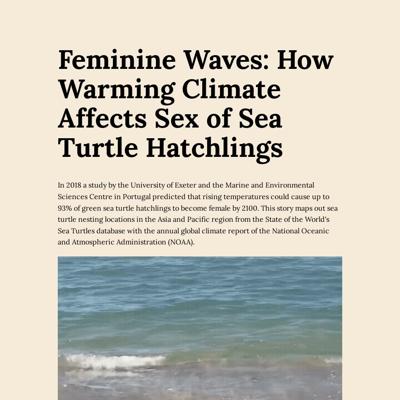 Feminine Waves: How
Warming Climate
Affects Sex of Sea
Turtle Hatchlings
In 2018 a study by the University of Exeter and the Marine and Environmental
Sciences Centre in Portugal predicted that rising temperatures could cause up to
93% of green sea turtle hatchlings to become female by 2100. This story maps out sea
turtle nesting locations in the Asia and Pacific region from the State of the World's
Sea Turtles database with the annual global climate report of the National Oceanic
and Atmospheric Administration (NOAA).